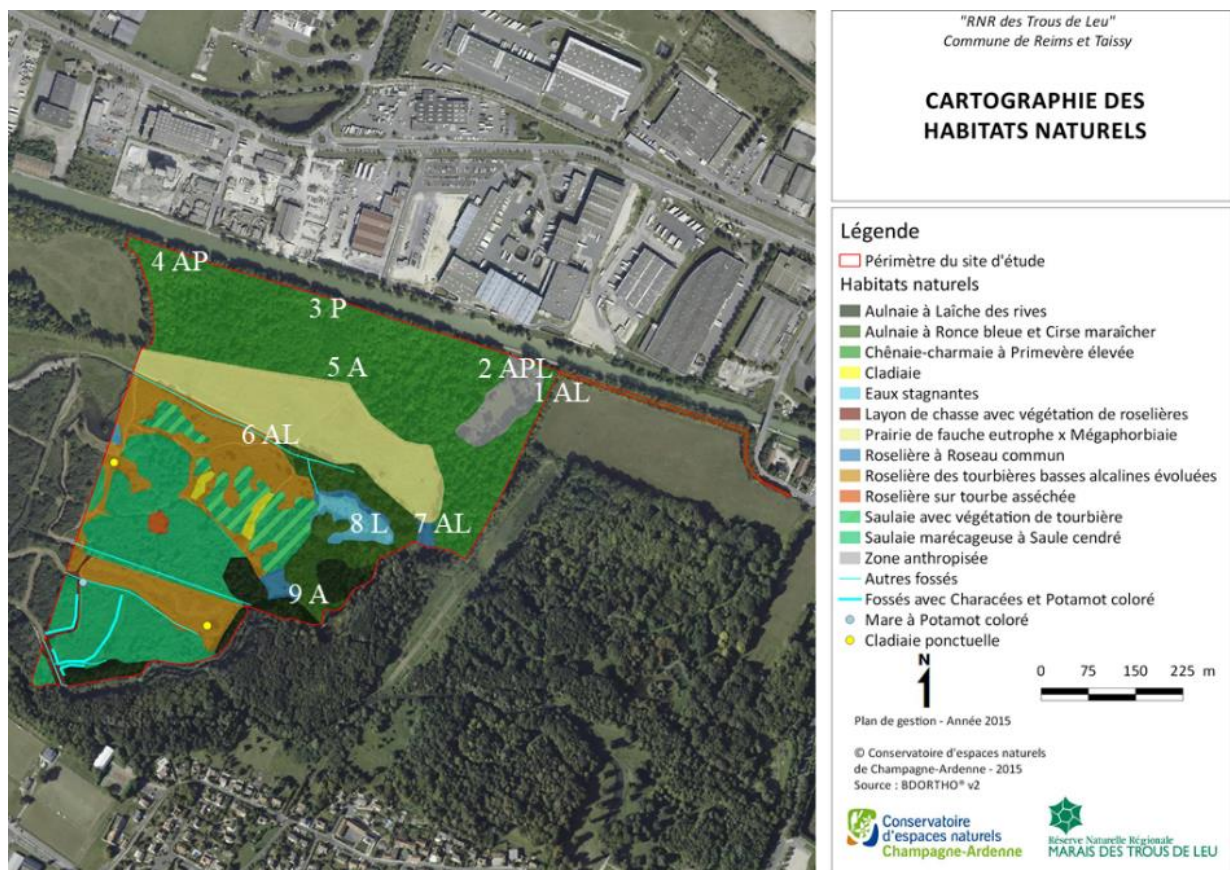 "RNR des Trous de Leu"
Commune de Reims et Taissy
CARTOGRAPHIE DES
HABITATS NATURELS
4 AP
3 P
5 A
2 APL
1 AL
6 AL
8 L
7 AL
9 A
Légende
Périmètre du site d'étude
Habitats naturels
Aulnaie à Laîche des rives
Aulnaie à Ronce bleue et Cirse maraîcher
Chênaie-charmaie à Primevère élevée
Cladiaie
Eaux stagnantes
Layon de chasse avec végétation de roselières
Prairie de fauche eutrophe x Mégaphorbiaie
Roselière à Roseau commun
Roselière des tourbières basses alcalines évoluées
Roselière sur tourbe asséchée
Saulaie avec végétation de tourbière
Saulaie marécageuse à Saule cendré
Zone anthropisée
Autres fossés
Fossés avec Characées et Potamot coloré
Mare à Potamot coloré
Cladiaie ponctuelle
N
0 75 150 225 m
Plan de gestion - Année 2015
© Conservatoire d'espaces naturels
de Champagne-Ardenne - 2015
Source : BDORTHO® v2
Conservatoire
d'espaces naturels
Champagne-Ardenne
Réserve Naturelle Régionale
MARAIS DES TROUS DE LEU